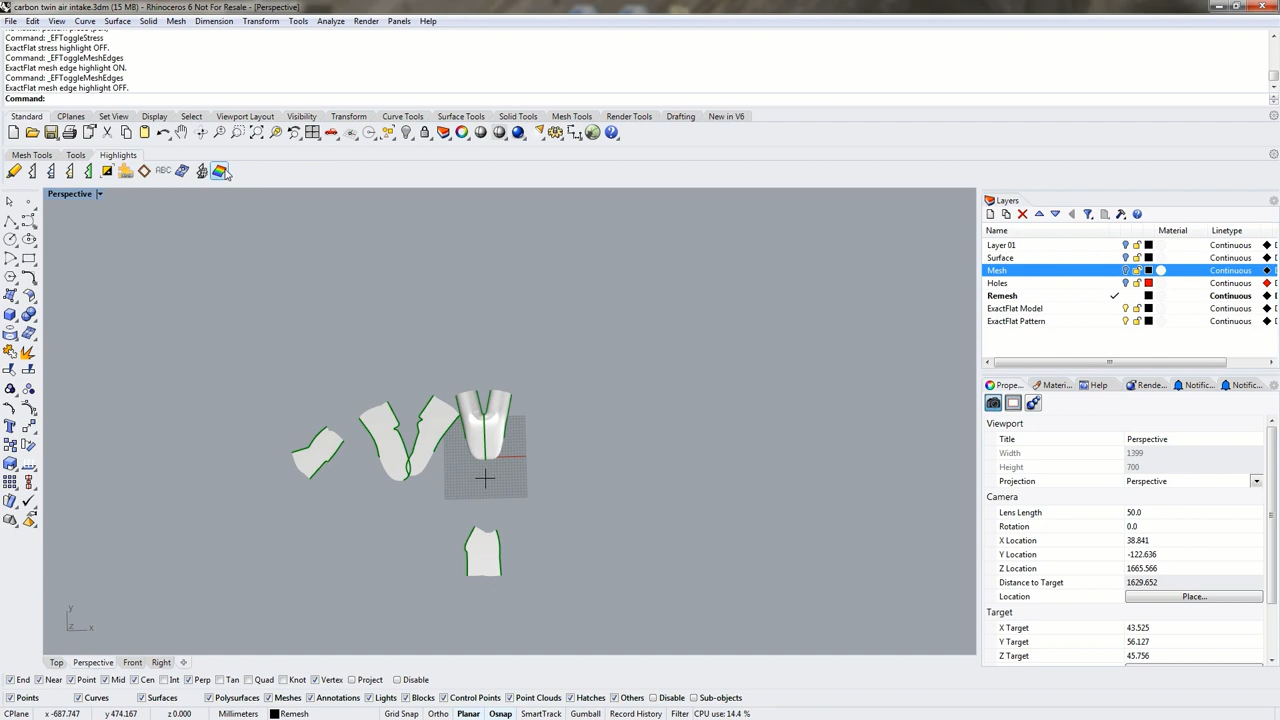 carbon twin air intake.3dm (15 MB) - Rhinoceros 6 Not For Resale - [Perspective]
File Edit View Curve Surface Solid Mesh Dimension Transform Tools Analyze Render Panels Help
ExactFlat stress highlight OFF.
Command: _EFToggleStress
Command: _EFToggleMeshEdges
ExactFlat mesh edge highlight ON.
Command: _EFToggleMeshEdges
ExactFlat mesh edge highlight OFF.
Command:
Standard CPlanes Set View Display Select Viewport Layout Visibility Transform Curve Tools Surface Tools Solid Tools Mesh Tools Render Tools Drafting New in V6
Mesh Tools Tools Highlights
ABC
Perspective
Layers
Name Material Linetype
Layer 01 Continuous
Surface Continuous
Mesh Continuous
Holes Continuous
Remesh Continuous
ExactFlat Model Continuous
ExactFlat Pattern Continuous
Prope... Materi... Help Rende... Notific... Notific...
Viewport
Title Perspective
Width 1399
Height 700
Projection Perspective
Camera
Lens Length 50.0
Rotation 0.0
X Location 38.841
Y Location -122.636
Z Location 1665.566
Distance to Target 1629.652
Location Place...
Target
X Target 43.525
Y Target 56.127
Z Target 45.756
y
z x
Top Perspective Front Right
End Near Point Mid Cen Int Perp Tan Quad Knot Vertex Project Disable
Points Curves Surfaces Polysurfaces Meshes Annotations Lights Blocks Control Points Point Clouds Hatches Others Disable Sub-objects
CPlane x -687.747 y 474.167 z 0.000 Millimeters Remesh Grid Snap Ortho Planar Osnap SmartTrack Gumball Record History Filter CPU use: 14.4 %